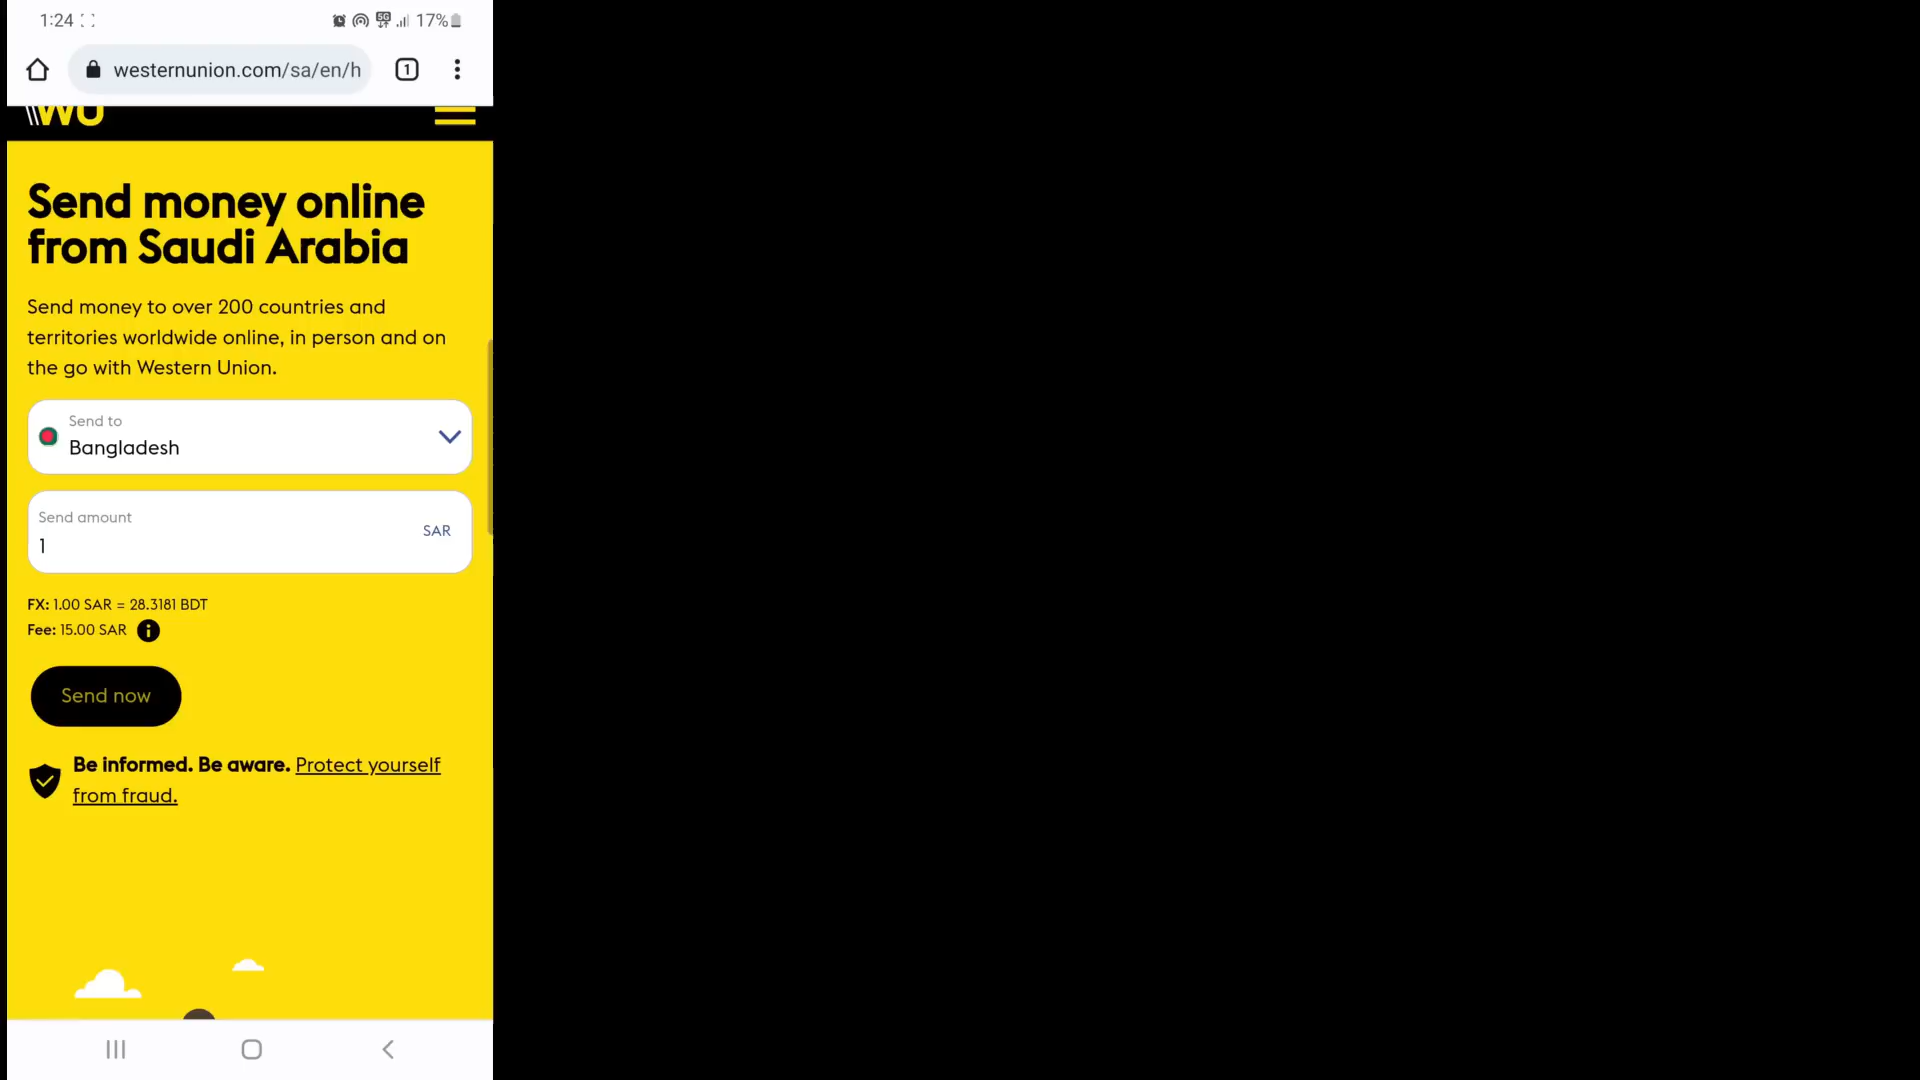 1:24
5G
17%
westernunion.com/sa/en/h
1
WU
Send money online
from Saudi Arabia
Send money to over 200 countries and
territories worldwide online, in person and on
the go with Western Union.
Send to
Bangladesh
Send amount
SAR
1
FX: 1.00 SAR = 28.3181 BDT
Fee: 15.00 SAR
Send now
Be informed. Be aware. Protect yourself
from fraud.